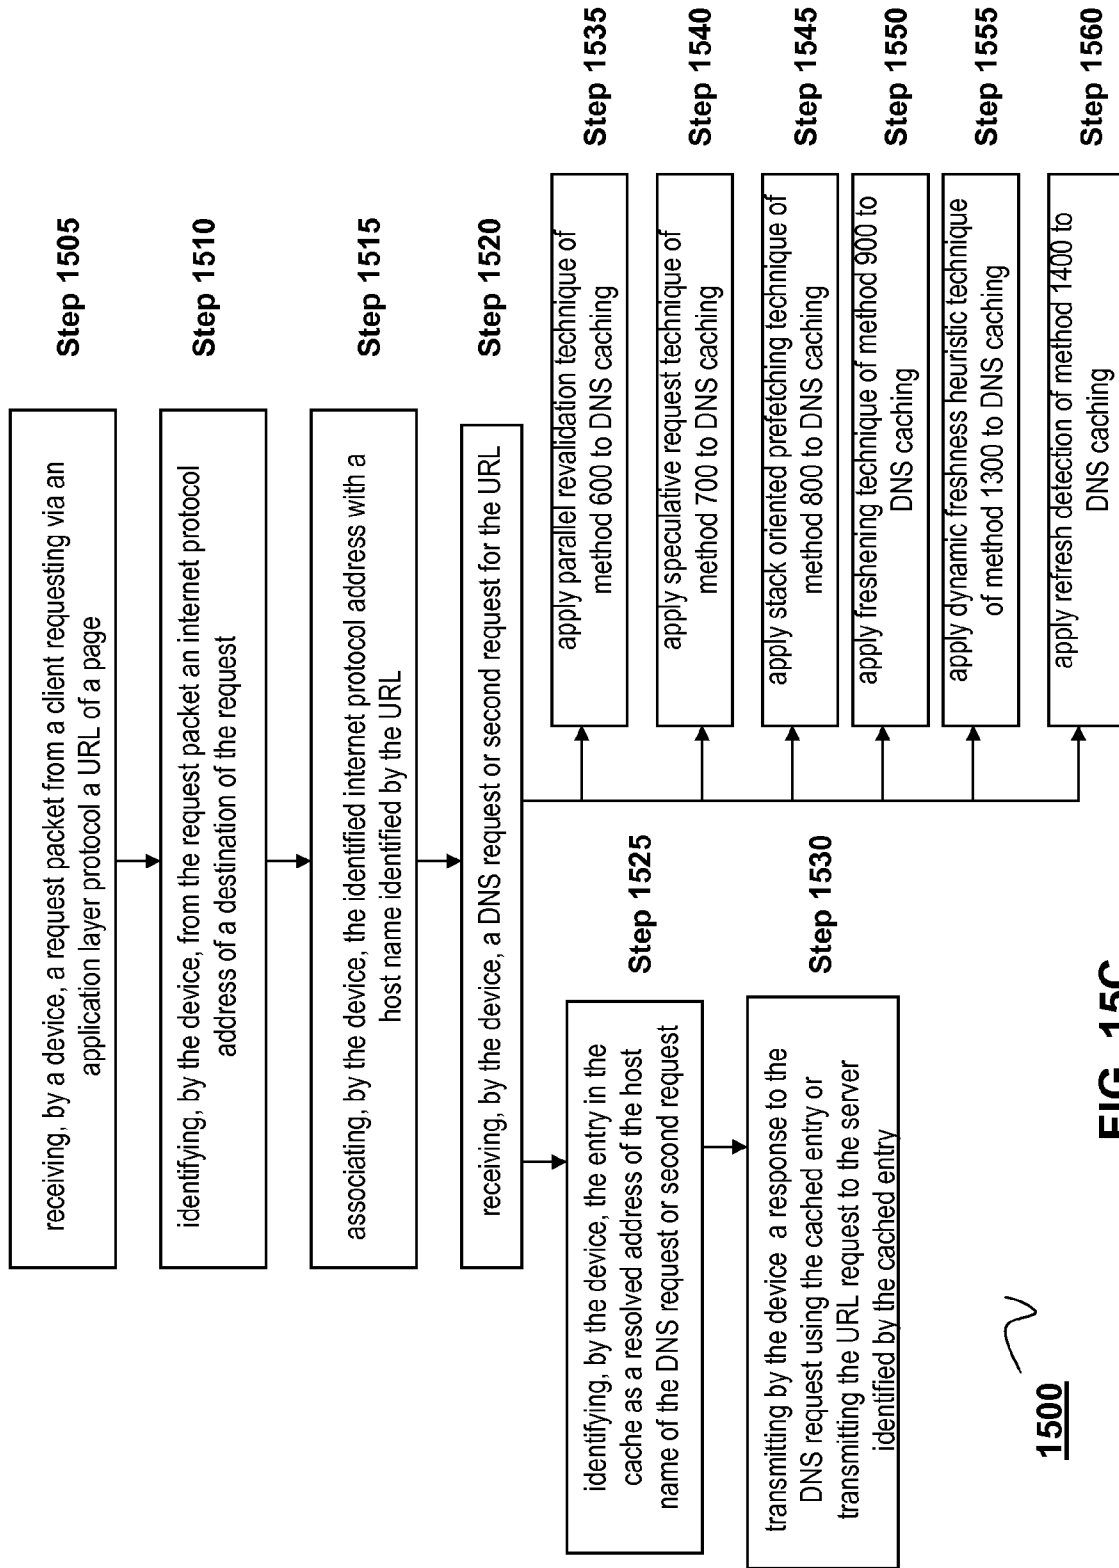 receiving, by a device, a request packet from a client requesting via an
application layer protocol a URL of a page
Step 1505
identifying, by the device, from the request packet an internet protocol
address of a destination of the request
Step 1510
associating, by the device, the identified internet protocol address with a
host name identified by the URL
Step 1515
receiving, by the device, a DNS request or second request for the URL
Step 1520
identifying, by the device, the entry in the
cache as a resolved address of the host
name of the DNS request or second request
Step 1525
transmitting by the device a response to the
DNS request using the cached entry or
transmitting the URL request to the server
identified by the cached entry
Step 1530
apply parallel revalidation technique of
method 600 to DNS caching
Step 1535
apply speculative request technique of
method 700 to DNS caching
Step 1540
apply stack oriented prefetching technique of
method 800 to DNS caching
Step 1545
apply freshening technique of method 900 to
DNS caching
Step 1550
apply dynamic freshness heuristic technique
of method 1300 to DNS caching
Step 1555
apply refresh detection of method 1400 to
DNS caching
Step 1560
1500
FIG. 15C